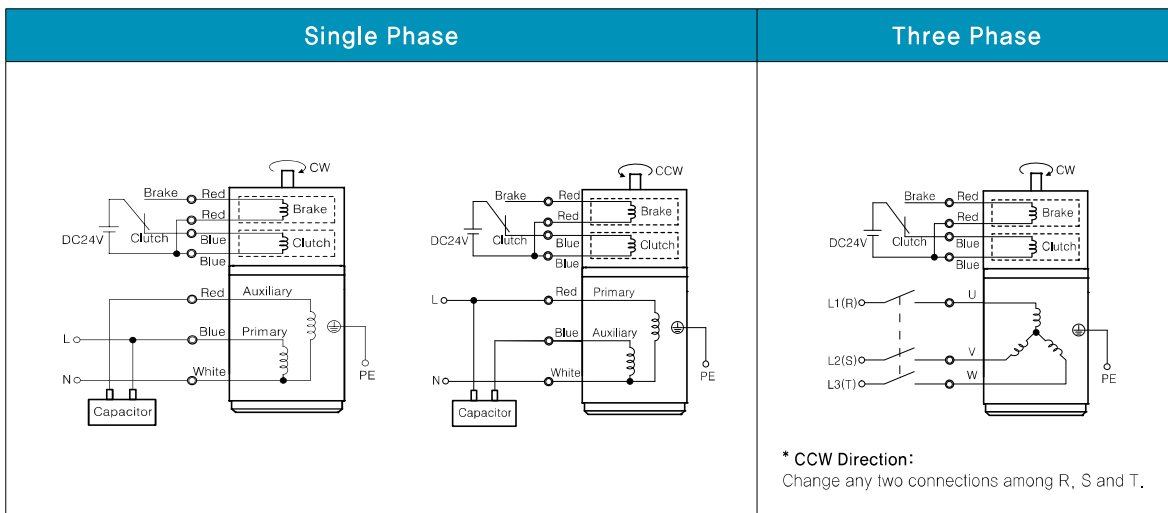 Single Phase
Three Phase
CW
Brake
Red
Red
Brake
DC24V
Clutch
Blue
Clutch
Blue
Red
Auxiliary
L
Blue
Primary
N
White
PE
Capacitor
CCW
Brake
Red
Red
Brake
DC24V
Clutch
Blue
Clutch
Blue
L
Red
Primary
Blue
Auxiliary
N
White
PE
Capacitor
CW
Brake
Red
Red
Brake
DC24V
Clutch
Blue
Clutch
Blue
L1(R)
U
L2(S)
V
L3(T)
W
PE
* CCW Direction:
Change any two connections among R, S and T.